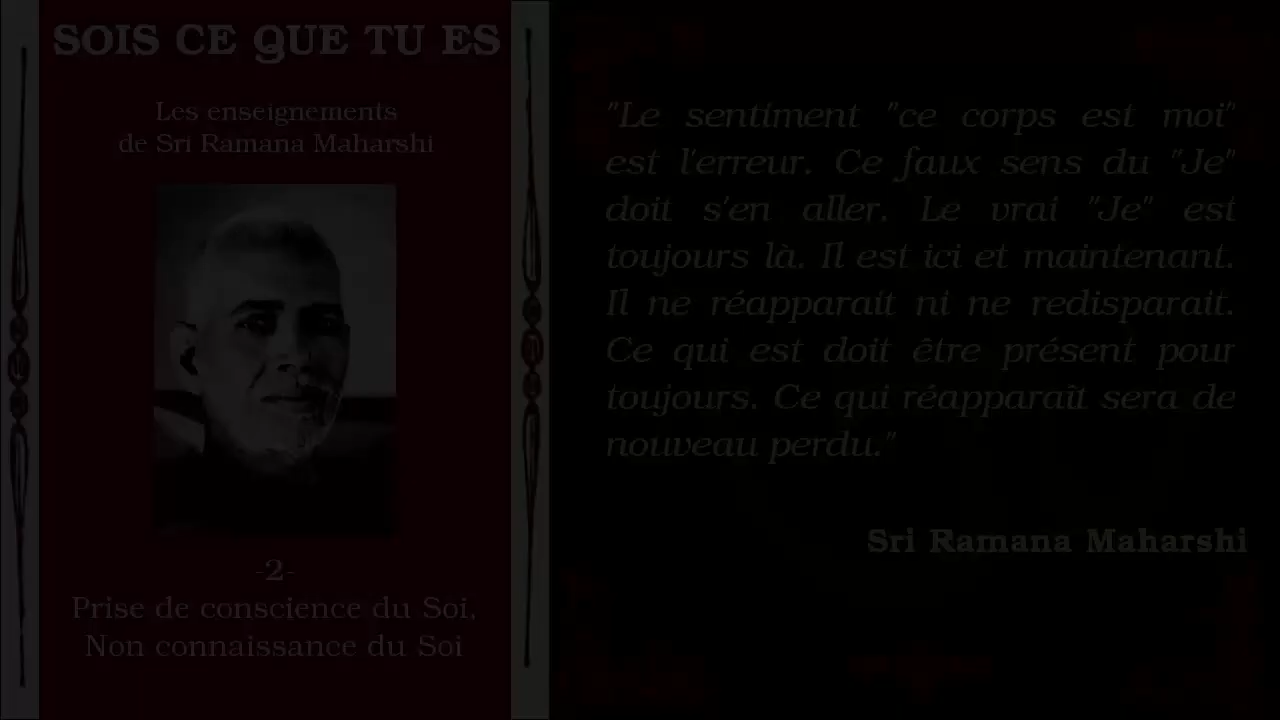 SOIS CE QUE TU ES
Les enseignements
de Sri Ramana Maharshi
-2-
Prise de conscience du Soi,
Non connaissance du Soi
"Le sentiment "ce corps est moi"
est l'erreur. Ce faux sens du "Je"
doit s'en aller. Le vrai "Je" est
toujours là. Il est ici et maintenant.
Il ne réapparait ni ne redisparait.
Ce qui est doit être présent pour
toujours. Ce qui réapparaît sera de
nouveau perdu."
Sri Ramana Maharshi